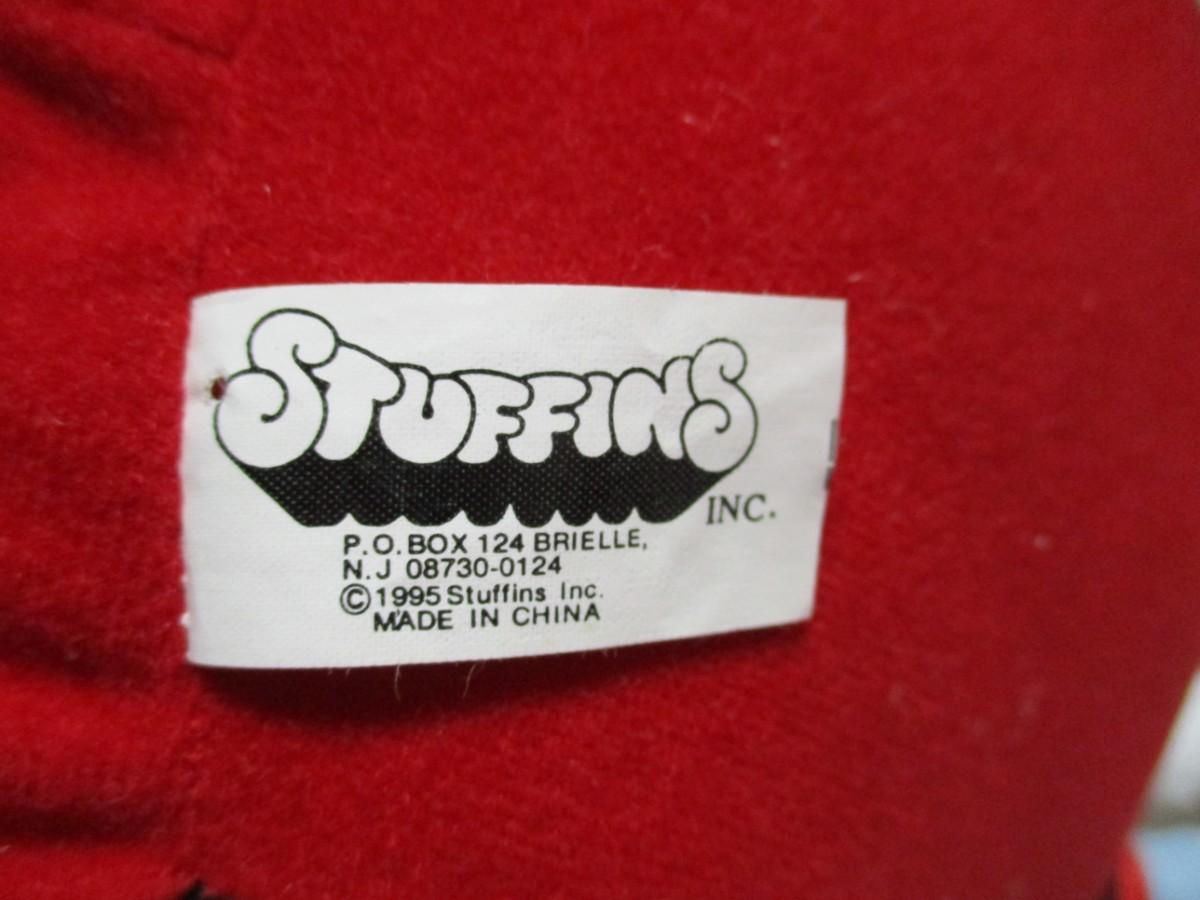 STUFFINS
INC.
P.O. BOX 124 BRIELLE,
N.J 08730-0124
©1995 Stuffins Inc.
MADE IN CHINA